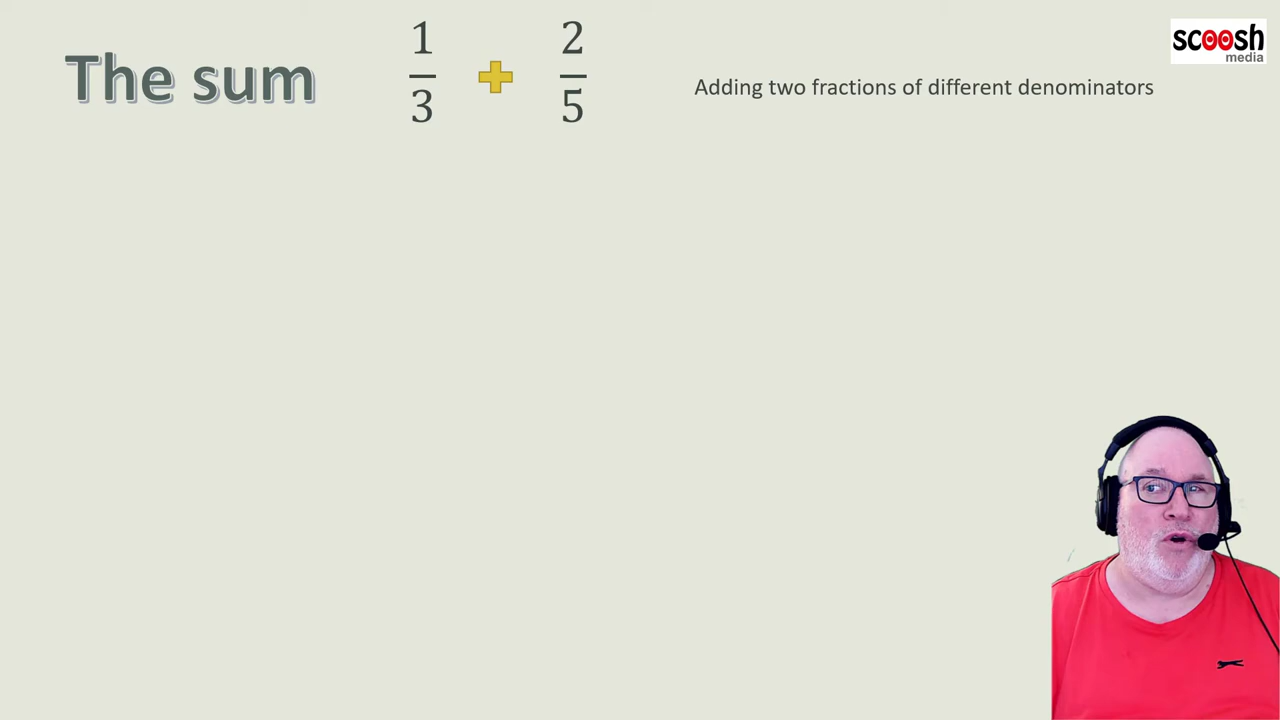 The sum
1/3 + 2/5
Adding two fractions of different denominators
scoosh
media